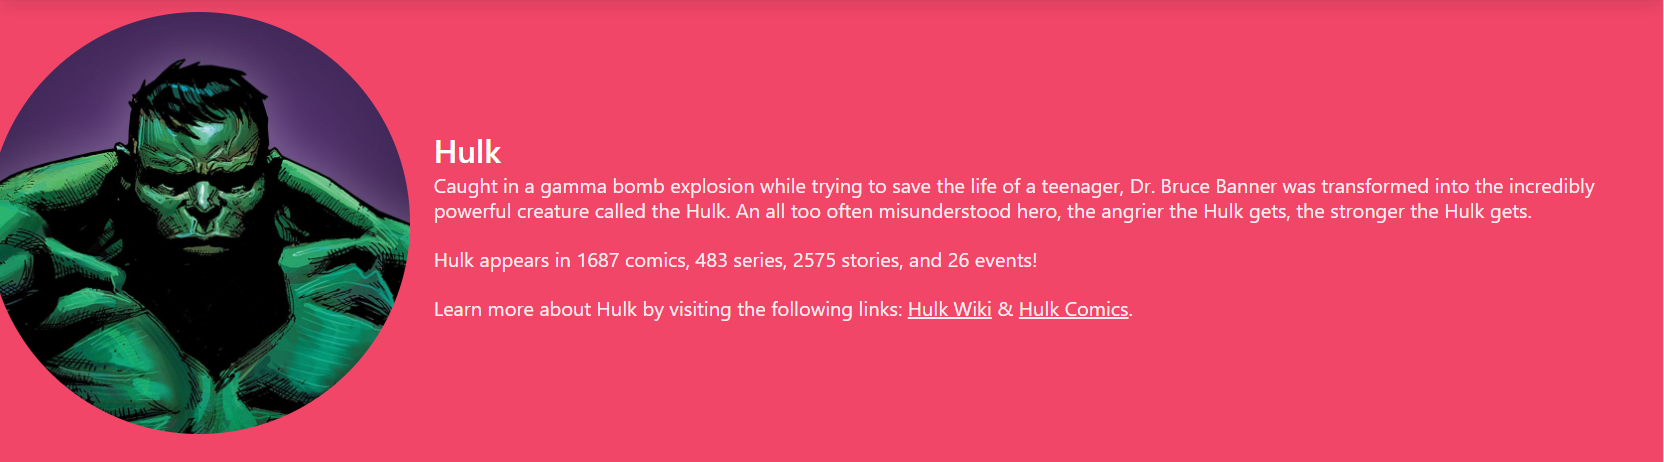 Hulk
Caught in a gamma bomb explosion while trying to save the life of a teenager, Dr. Bruce Banner was transformed into the incredibly
powerful creature called the Hulk. An all too often misunderstood hero, the angrier the Hulk gets, the stronger the Hulk gets.
Hulk appears in 1687 comics, 483 series, 2575 stories, and 26 events!
Learn more about Hulk by visiting the following links: Hulk Wiki & Hulk Comics.